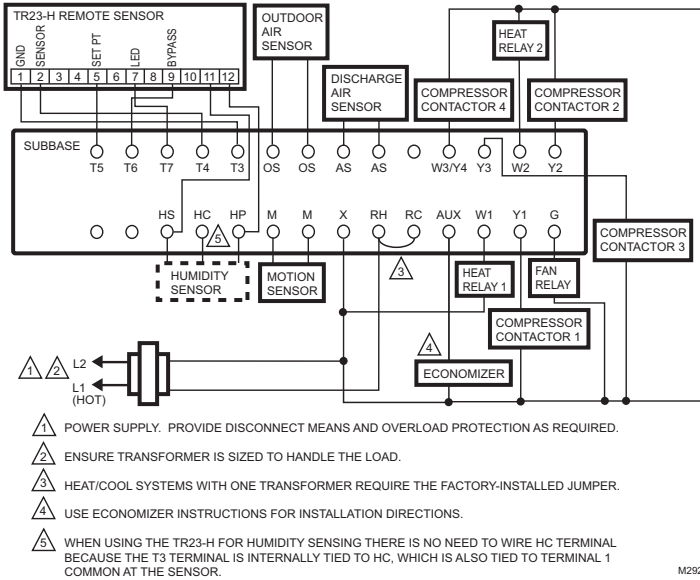 TR23-H REMOTE SENSOR
GND
SENSOR
SET PT
LED
BYPASS
1 2 3 4 5 6 7 8 9 10 11 12
OUTDOOR
AIR
SENSOR
DISCHARGE
AIR
SENSOR
COMPRESSOR
CONTACTOR 4
HEAT
RELAY 2
COMPRESSOR
CONTACTOR 2
SUBBASE
T5 T6 T7 T4 T3 OS OS AS AS W3/Y4 Y3 W2 Y2
HS HC HP M M X RH RC AUX W1 Y1 G
5
3
HUMIDITY
SENSOR
MOTION
SENSOR
HEAT
RELAY 1
FAN
RELAY
COMPRESSOR
CONTACTOR 3
COMPRESSOR
CONTACTOR 1
4
ECONOMIZER
1 2 L2
L1
(HOT)
1 POWER SUPPLY. PROVIDE DISCONNECT MEANS AND OVERLOAD PROTECTION AS REQUIRED.
2 ENSURE TRANSFORMER IS SIZED TO HANDLE THE LOAD.
3 HEAT/COOL SYSTEMS WITH ONE TRANSFORMER REQUIRE THE FACTORY-INSTALLED JUMPER.
4 USE ECONOMIZER INSTRUCTIONS FOR INSTALLATION DIRECTIONS.
5 WHEN USING THE TR23-H FOR HUMIDITY SENSING THERE IS NO NEED TO WIRE HC TERMINAL
BECAUSE THE T3 TERMINAL IS INTERNALLY TIED TO HC, WHICH IS ALSO TIED TO TERMINAL 1
COMMON AT THE SENSOR.